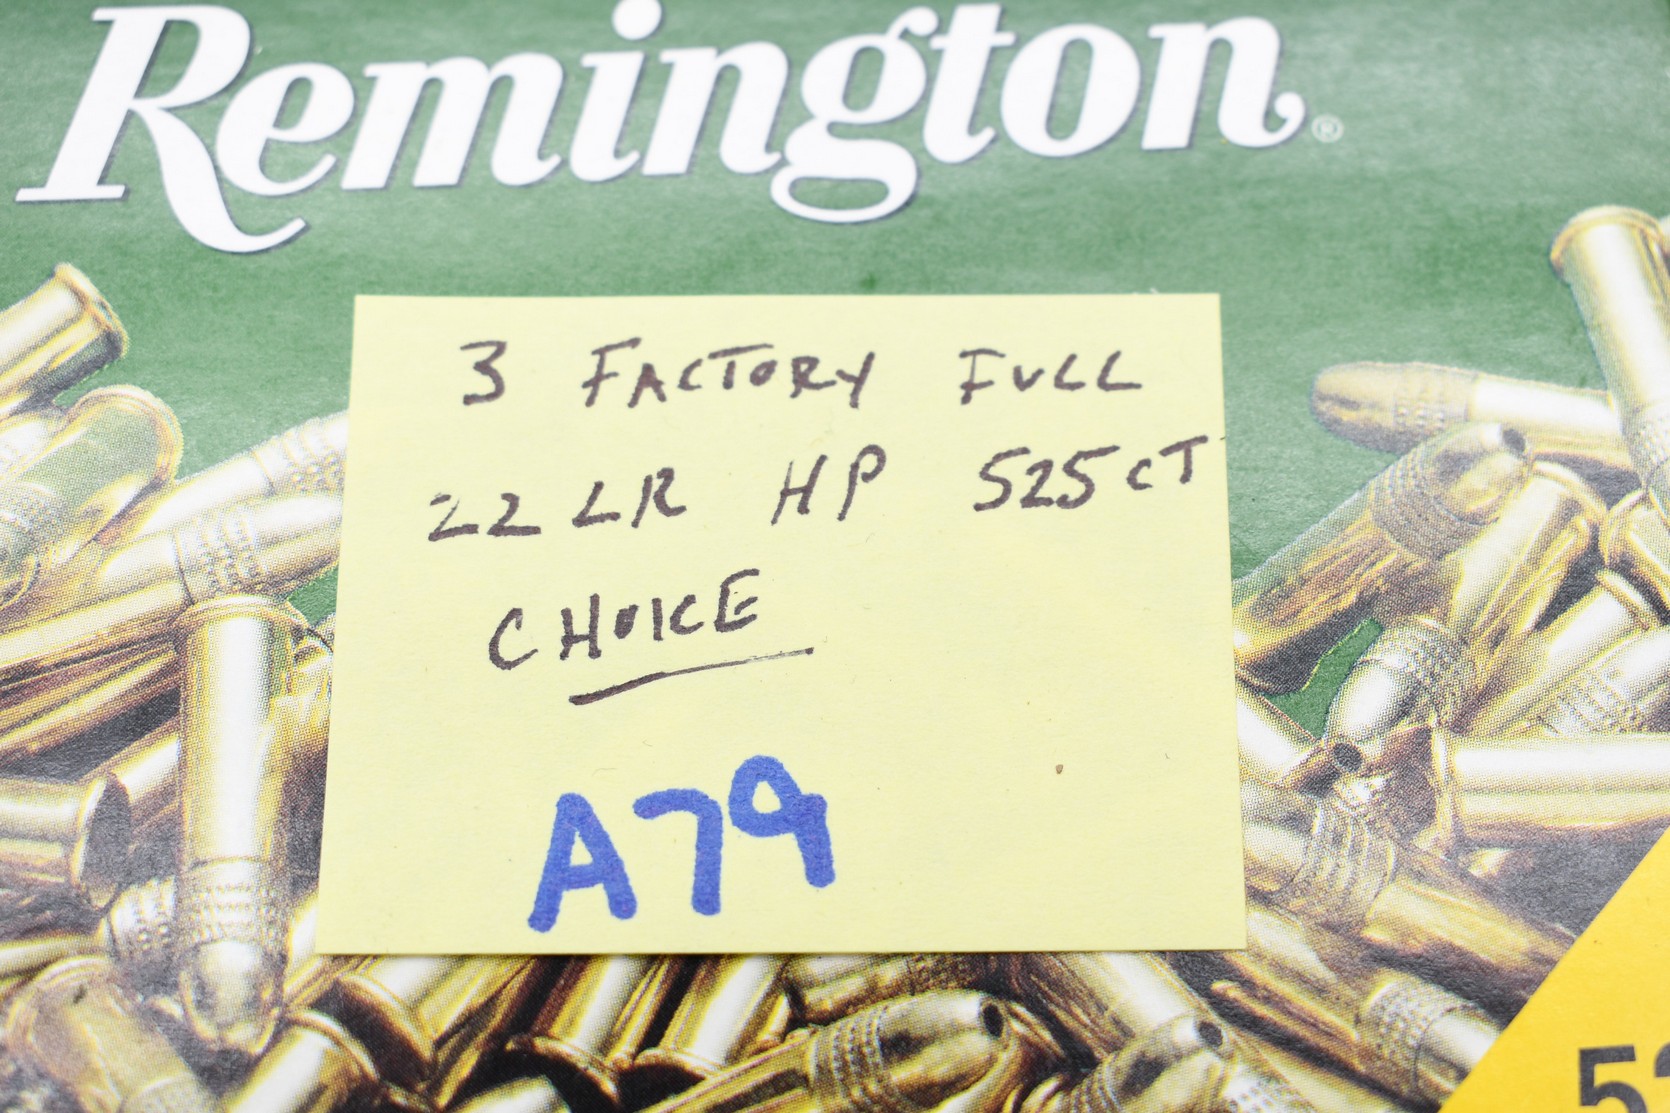 Remington®
3 FACTORY FULL
22 LR HP 525 CT
CHOICE
A79